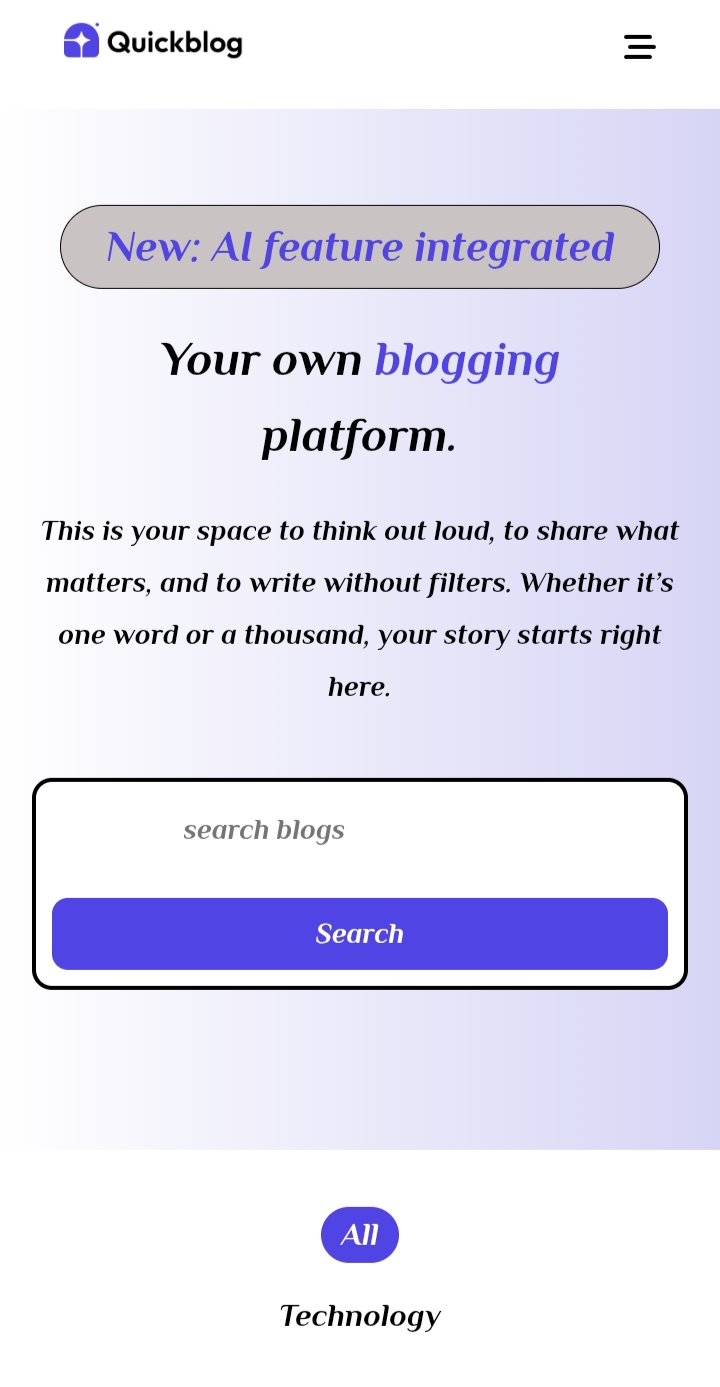 Quickblog
New: AI feature integrated
Your own blogging
platform.
This is your space to think out loud, to share what
matters, and to write without filters. Whether it’s
one word or a thousand, your story starts right
here.
search blogs
Search
All
Technology